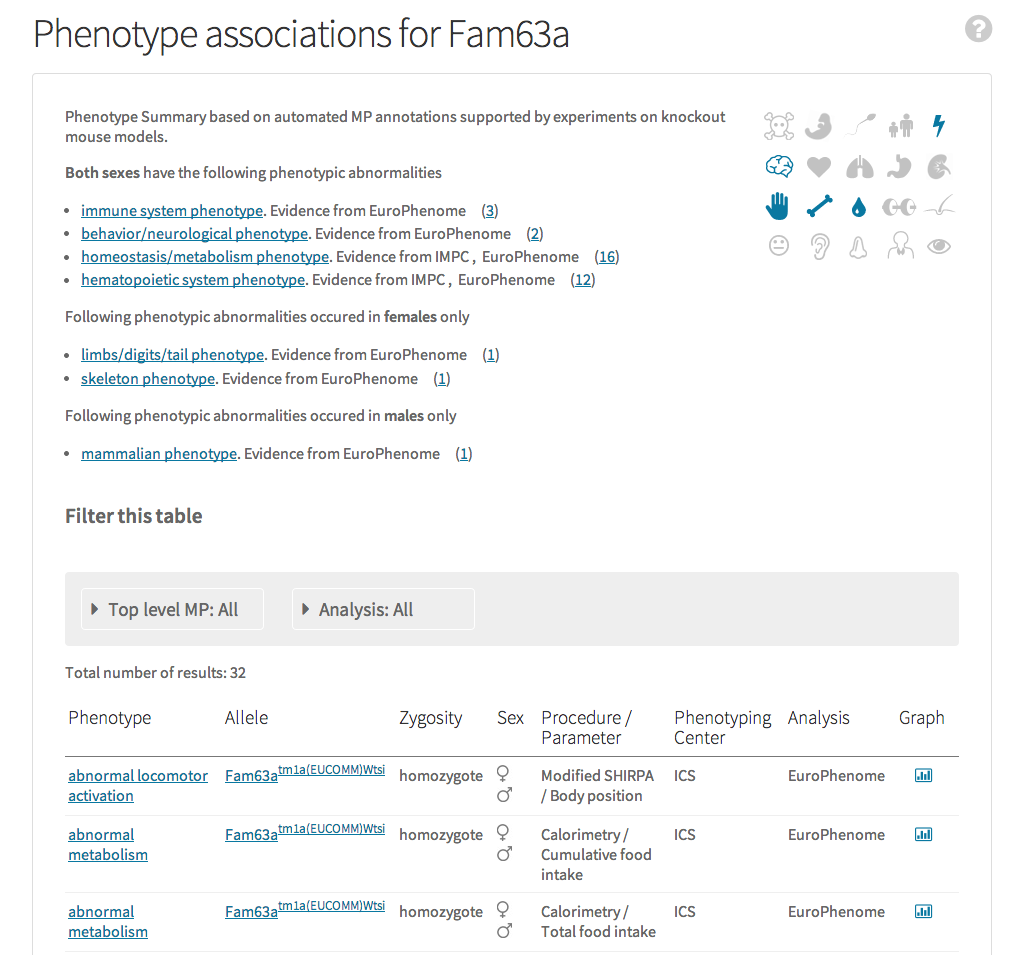 Phenotype associations for Fam63a
?
Phenotype Summary based on automated MP annotations supported by experiments on knockout
mouse models.
Both sexes have the following phenotypic abnormalities
• immune system phenotype. Evidence from EuroPhenome (3)
• behavior/neurological phenotype. Evidence from EuroPhenome (2)
• homeostasis/metabolism phenotype. Evidence from IMPC , EuroPhenome (16)
• hematopoietic system phenotype. Evidence from IMPC , EuroPhenome (12)
Following phenotypic abnormalities occured in females only
• limbs/digits/tail phenotype. Evidence from EuroPhenome (1)
• skeleton phenotype. Evidence from EuroPhenome (1)
Following phenotypic abnormalities occured in males only
• mammalian phenotype. Evidence from EuroPhenome (1)
Filter this table
Top level MP: All Analysis: All
Total number of results: 32
Phenotype Allele Zygosity Sex Procedure / Phenotyping Analysis Graph
Parameter Center
abnormal locomotor Fam63atm1a(EUCOMM)Wtsi homozygote ♀ Modified SHIRPA ICS EuroPhenome
activation ♂ / Body position
abnormal Fam63atm1a(EUCOMM)Wtsi homozygote ♀ Calorimetry / ICS EuroPhenome
metabolism ♂ Cumulative food
intake
abnormal Fam63atm1a(EUCOMM)Wtsi homozygote ♀ Calorimetry / ICS EuroPhenome
metabolism ♂ Total food intake